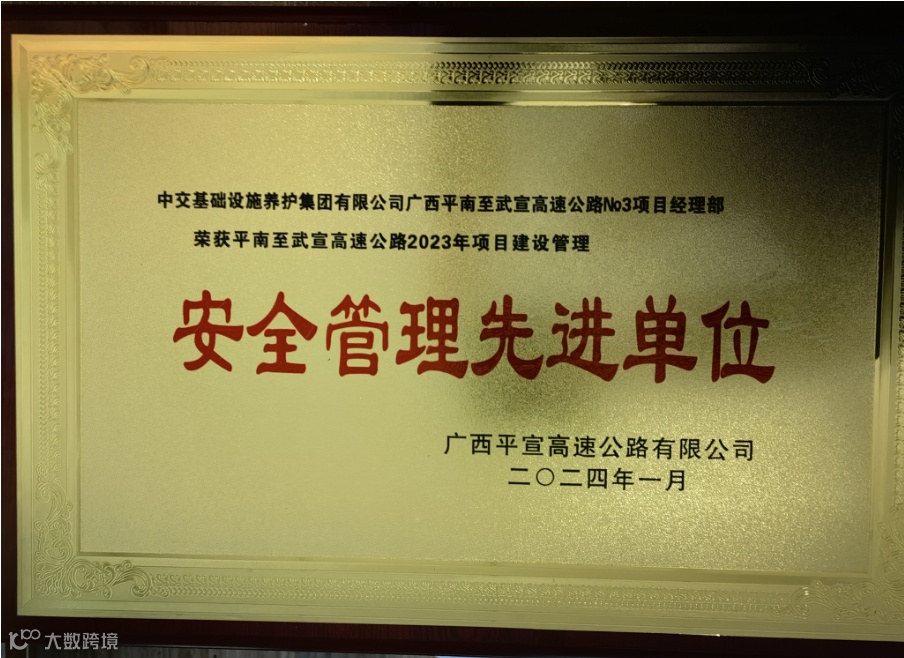 中交基础设施养护集团有限公司广西平南至武宣高速公路No3项目经理部
荣获平南至武宣高速公路2023年项目建设管理
安全管理先进单位
广西平宣高速公路有限公司
二〇二四年一月
大数跨境